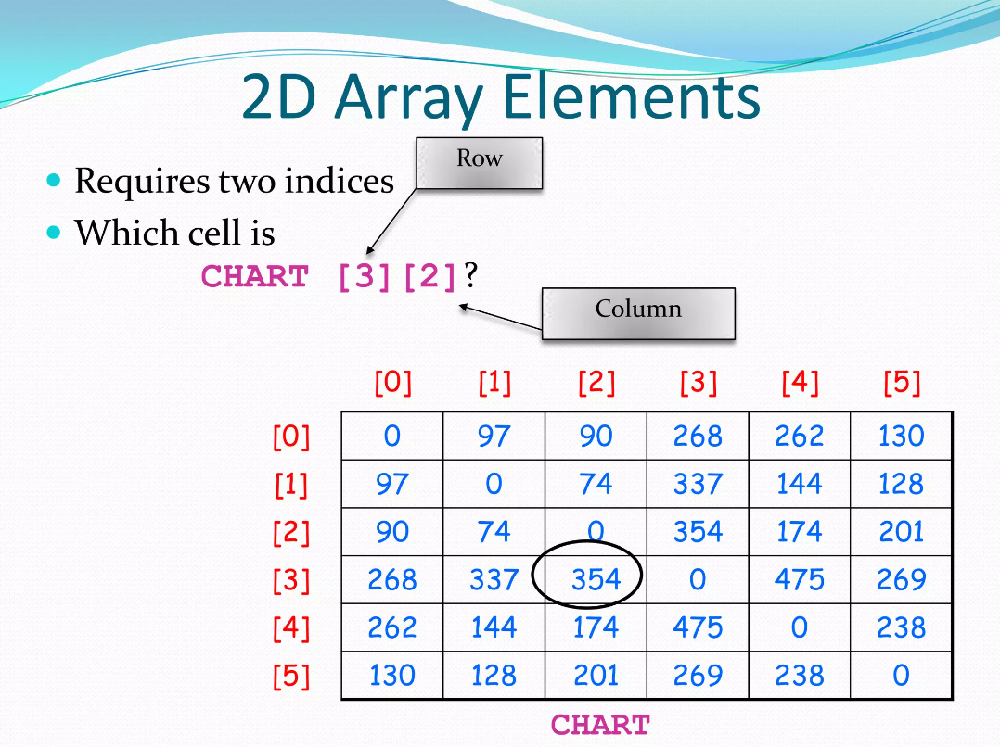 2D Array Elements
Row
• Requires two indices
• Which cell is
CHART [3][2]?
Column
[0] [1] [2] [3] [4] [5]
[0] 0 97 90 268 262 130
[1] 97 0 74 337 144 128
[2] 90 74 0 354 174 201
[3] 268 337 354 0 475 269
[4] 262 144 174 475 0 238
[5] 130 128 201 269 238 0
CHART